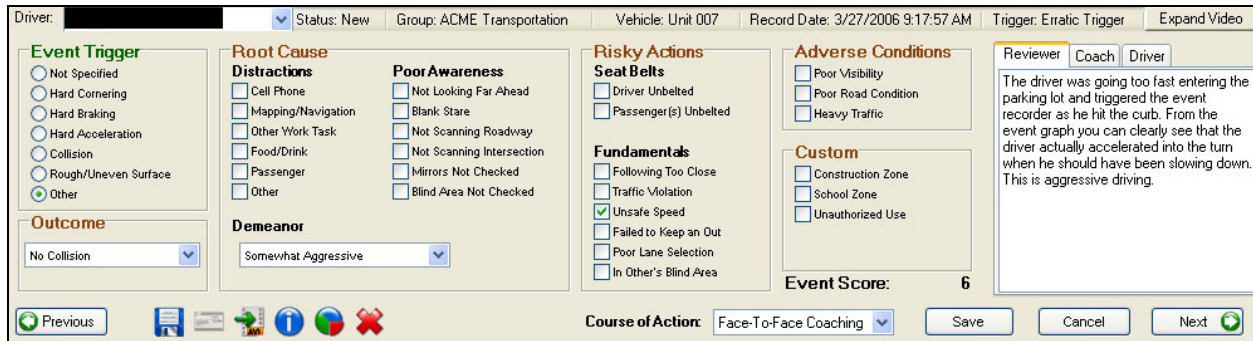 Driver: Status: New Group: ACME Transportation Vehicle: Unit 007 Record Date: 3/27/2006 9:17:57 AM Trigger: Erratic Trigger Expand Video
Event Trigger
Not Specified
Hard Cornering
Hard Braking
Hard Acceleration
Collision
Rough/Uneven Surface
Other
Outcome
No Collision
Root Cause
Distractions
Cell Phone
Mapping/Navigation
Other Work Task
Food/Drink
Passenger
Other
Poor Awareness
Not Looking Far Ahead
Blank Stare
Not Scanning Roadway
Not Scanning Intersection
Mirrors Not Checked
Blind Area Not Checked
Demeanor
Somewhat Aggressive
Risky Actions
Seat Belts
Driver Unbelted
Passenger(s) Unbelted
Fundamentals
Following Too Close
Traffic Violation
Unsafe Speed
Failed to Keep an Out
Poor Lane Selection
In Other's Blind Area
Adverse Conditions
Poor Visibility
Poor Road Condition
Heavy Traffic
Custom
Construction Zone
School Zone
Unauthorized Use
Event Score: 6
Reviewer Coach Driver
The driver was going too fast entering the
parking lot and triggered the event
recorder as he hit the curb. From the
event graph you can clearly see that the
driver actually accelerated into the turn
when he should have been slowing down.
This is aggressive driving.
Previous
AVI
Course of Action: Face-To-Face Coaching Save Cancel Next